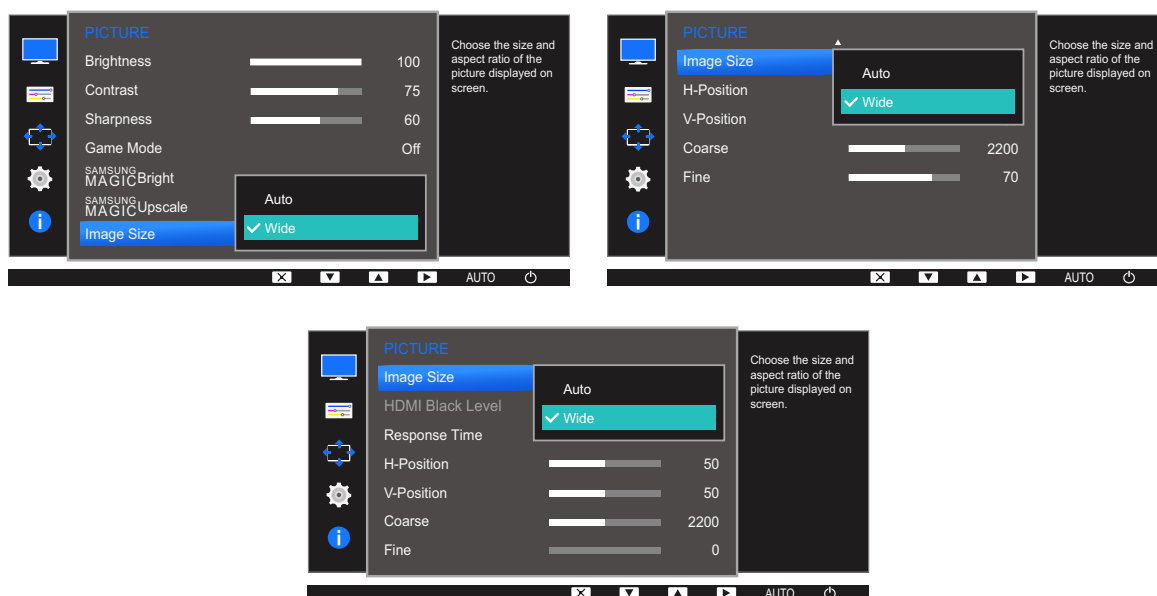 PICTURE
Brightness 100
Contrast 75
Sharpness 60
Game Mode Off
SAMSUNG
MAGICBright
SAMSUNG
MAGICUpscale
Image Size
Auto
Wide
Choose the size and
aspect ratio of the
picture displayed on
screen.
AUTO
PICTURE
Image Size
H-Position
V-Position
Coarse 2200
Fine 70
Auto
Wide
Choose the size and
aspect ratio of the
picture displayed on
screen.
AUTO
PICTURE
Image Size
HDMI Black Level
Response Time
H-Position 50
V-Position 50
Coarse 2200
Fine 0
Auto
Wide
Choose the size and
aspect ratio of the
picture displayed on
screen.
AUTO